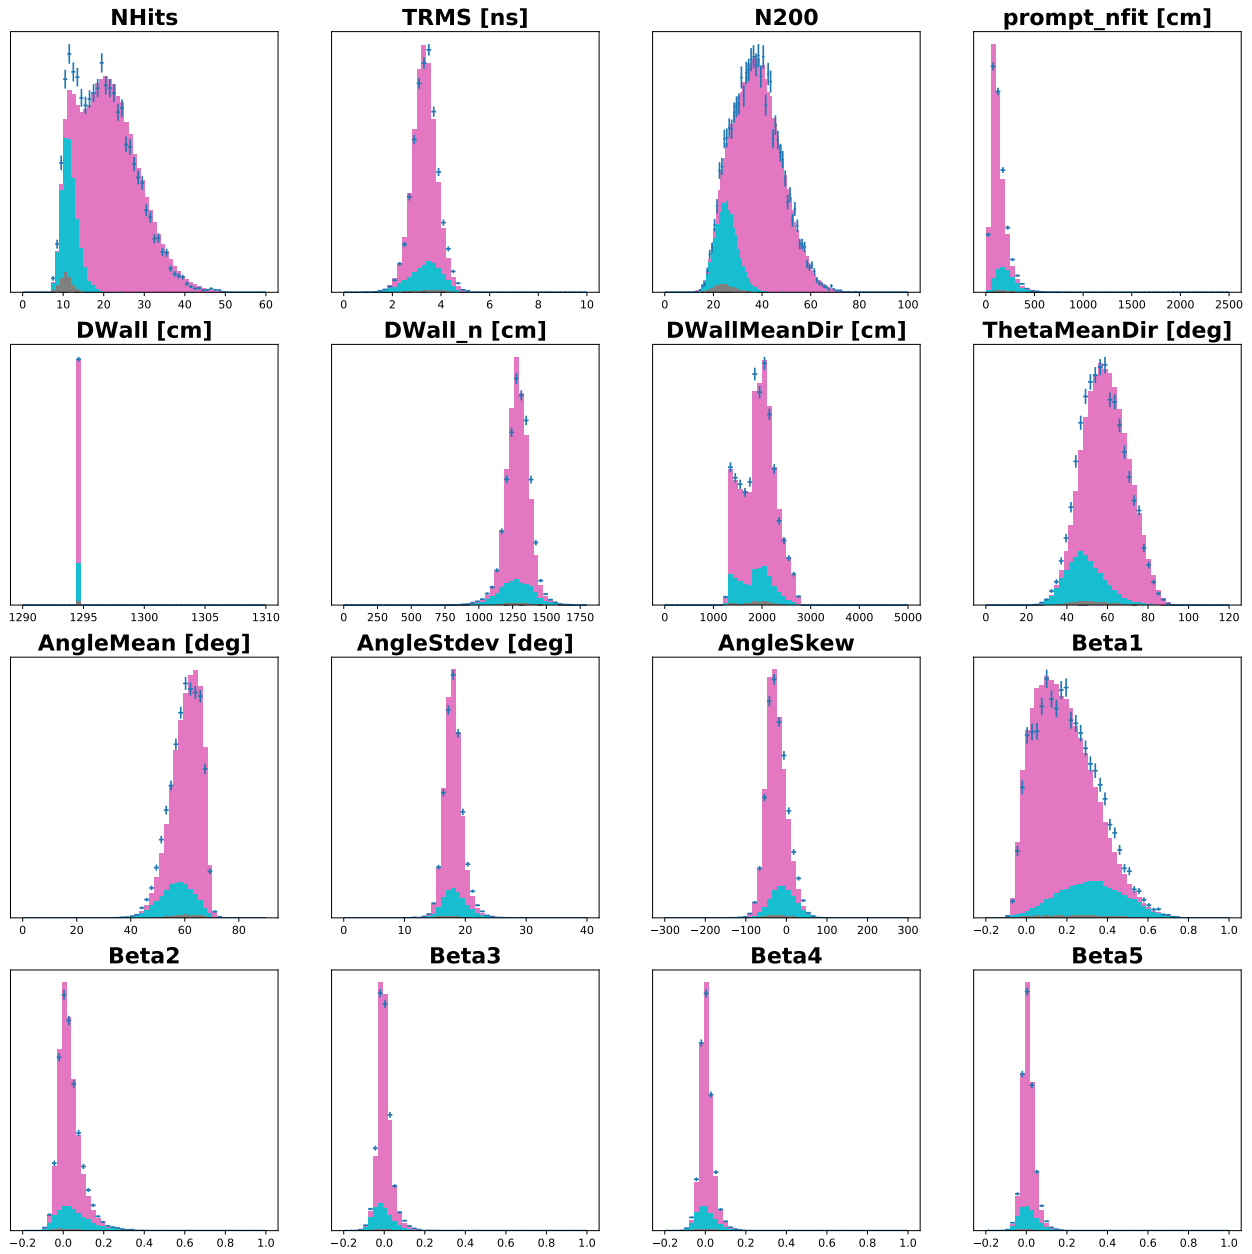 NHits TRMS [ns] N200 prompt_nfit [cm]
0 10 20 30 40 50 60 0 2 4 6 8 10 0 20 40 60 80 100 0 500 1000 1500 2000 2500
DWall [cm] DWall_n [cm] DWallMeanDir [cm] ThetaMeanDir [deg]
1290 1295 1300 1305 1310 0 250 500 750 1000 1250 1500 1750 0 1000 2000 3000 4000 5000 0 20 40 60 80 100 120
AngleMean [deg] AngleStdev [deg] AngleSkew Beta1
0 20 40 60 80 0 10 20 30 40 −300 −200 −100 0 100 200 300 −0.2 0.0 0.2 0.4 0.6 0.8 1.0
Beta2 Beta3 Beta4 Beta5
−0.2 0.0 0.2 0.4 0.6 0.8 1.0 −0.2 0.0 0.2 0.4 0.6 0.8 1.0 −0.2 0.0 0.2 0.4 0.6 0.8 1.0 −0.2 0.0 0.2 0.4 0.6 0.8 1.0